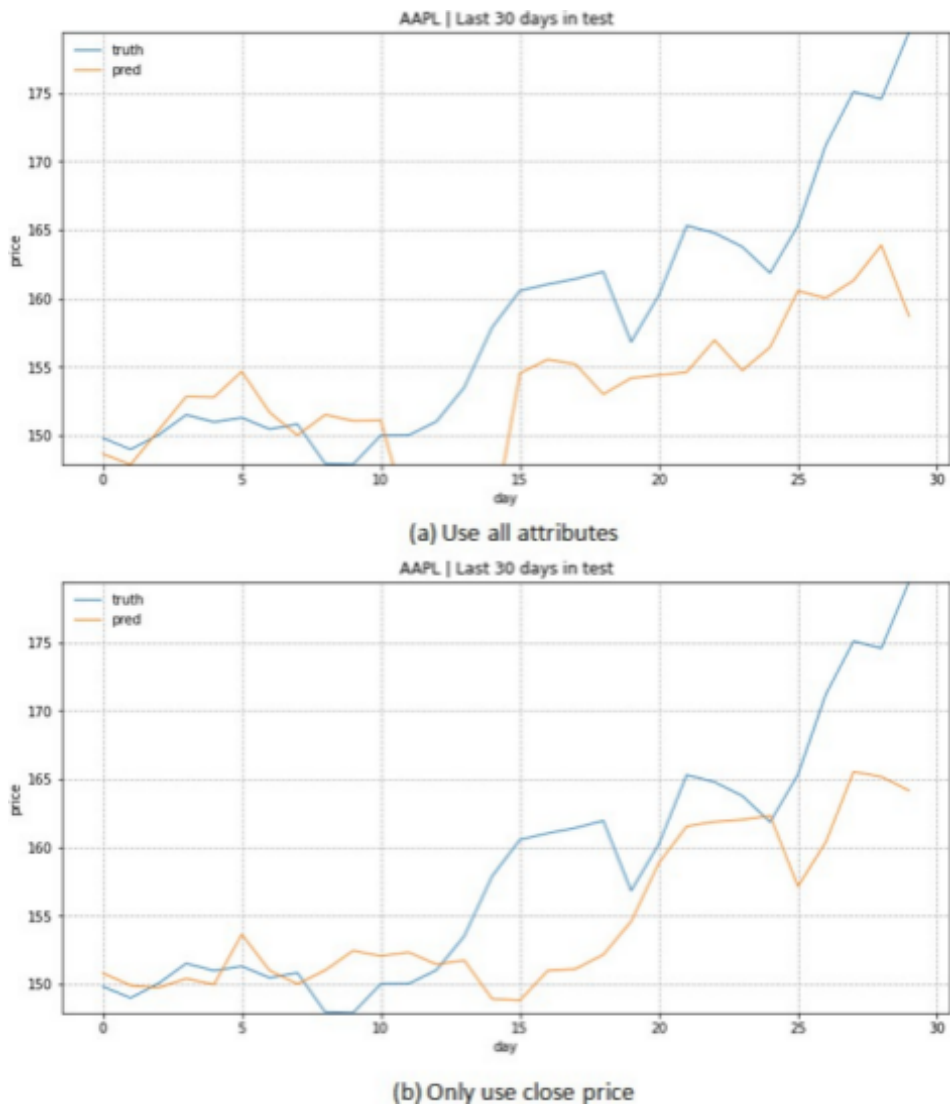 AAPL | Last 30 days in test
truth
pred
175
170
165
160
155
150
price
0 5 10 15 20 25 30
day
(a) Use all attributes
AAPL | Last 30 days in test
truth
pred
175
170
165
160
155
150
price
0 5 10 15 20 25 30
day
(b) Only use close price